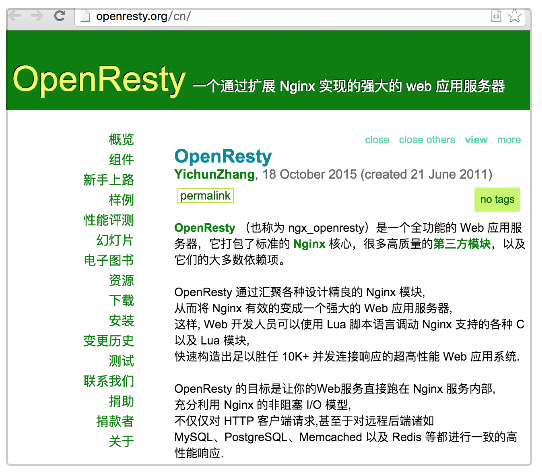 openresty.org/cn/
OpenResty 一个通过扩展 Nginx 实现的强大的 web 应用服务器
概览
组件
新手上路
样例
性能评测
幻灯片
电子图书
资源
下载
安装
变更历史
测试
联系我们
捐助
捐款者
关于
close close others view more
OpenResty
YichunZhang, 18 October 2015 (created 21 June 2011)
permalink
no tags
OpenResty （也称为 ngx_openresty）是一个全功能的 Web 应用服
务器，它打包了标准的 Nginx 核心，很多高质量的第三方模块，以及
它们的大多数依赖项。
OpenResty 通过汇聚各种设计精良的 Nginx 模块,
从而将 Nginx 有效的变成一个强大的 Web 应用服务器,
这样, Web 开发人员可以使用 Lua 脚本语言调动 Nginx 支持的各种 C
以及 Lua 模块,
快速构造出足以胜任 10K+ 并发连接响应的超高性能 Web 应用系统.
OpenResty 的目标是让你的Web服务直接跑在 Nginx 服务内部,
充分利用 Nginx 的非阻塞 I/O 模型,
不仅仅对 HTTP 客户端请求,甚至于对远程后端诸如
MySQL、PostgreSQL、Memcached 以及 Redis 等都进行一致的高
性能响应.